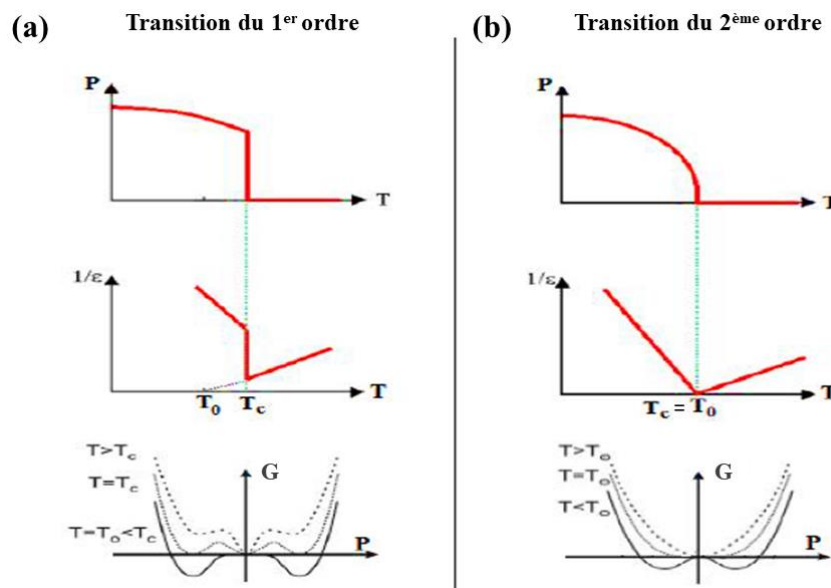 (a) Transition du 1er ordre
P
T
1/ε
T
T0 Tc
T>Tc
G
T=Tc
T=T0<Tc
P
(b) Transition du 2ème ordre
P
T
1/ε
T
Tc = T0
T>T0
G
T=T0
T<T0
P